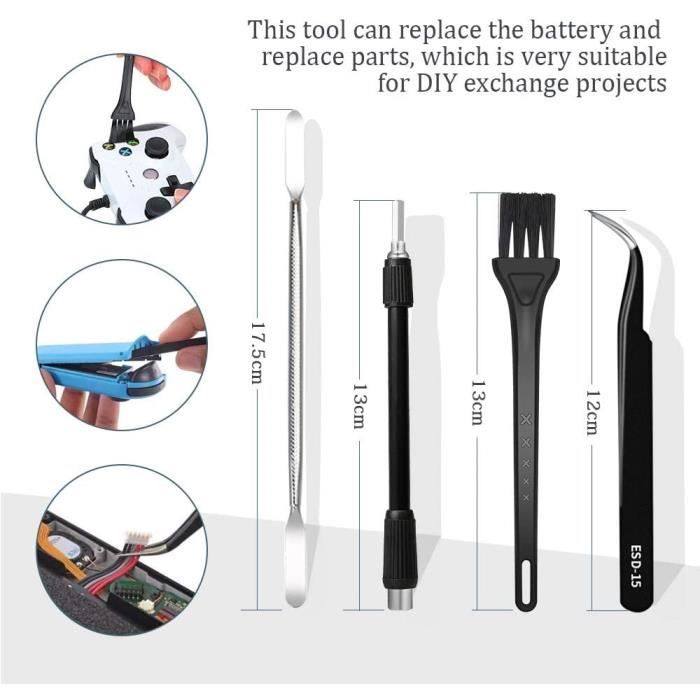 This tool can replace the battery and
replace parts, which is very suitable
for DIY exchange projects
17.5cm
13cm
13cm
12cm
ESD-15